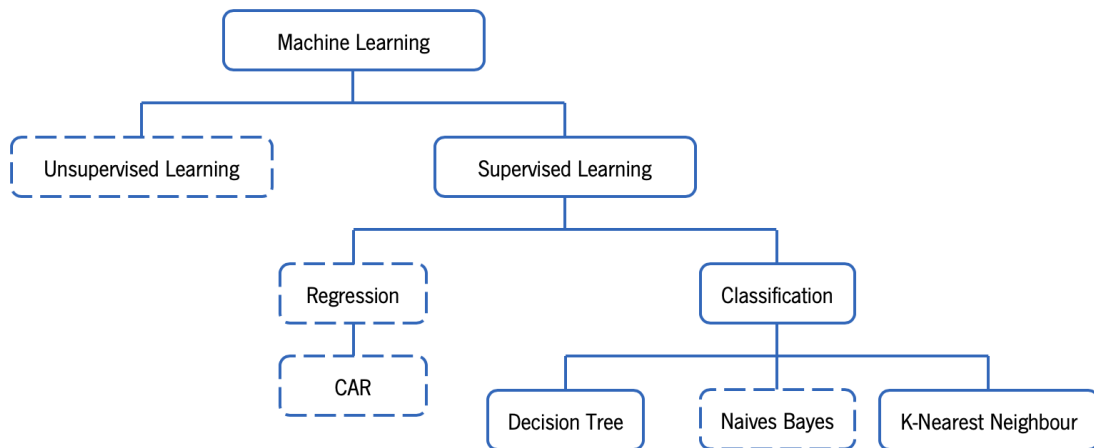 Machine Learning
Unsupervised Learning
Supervised Learning
Regression
Classification
CAR
Decision Tree
Naives Bayes
K-Nearest Neighbour